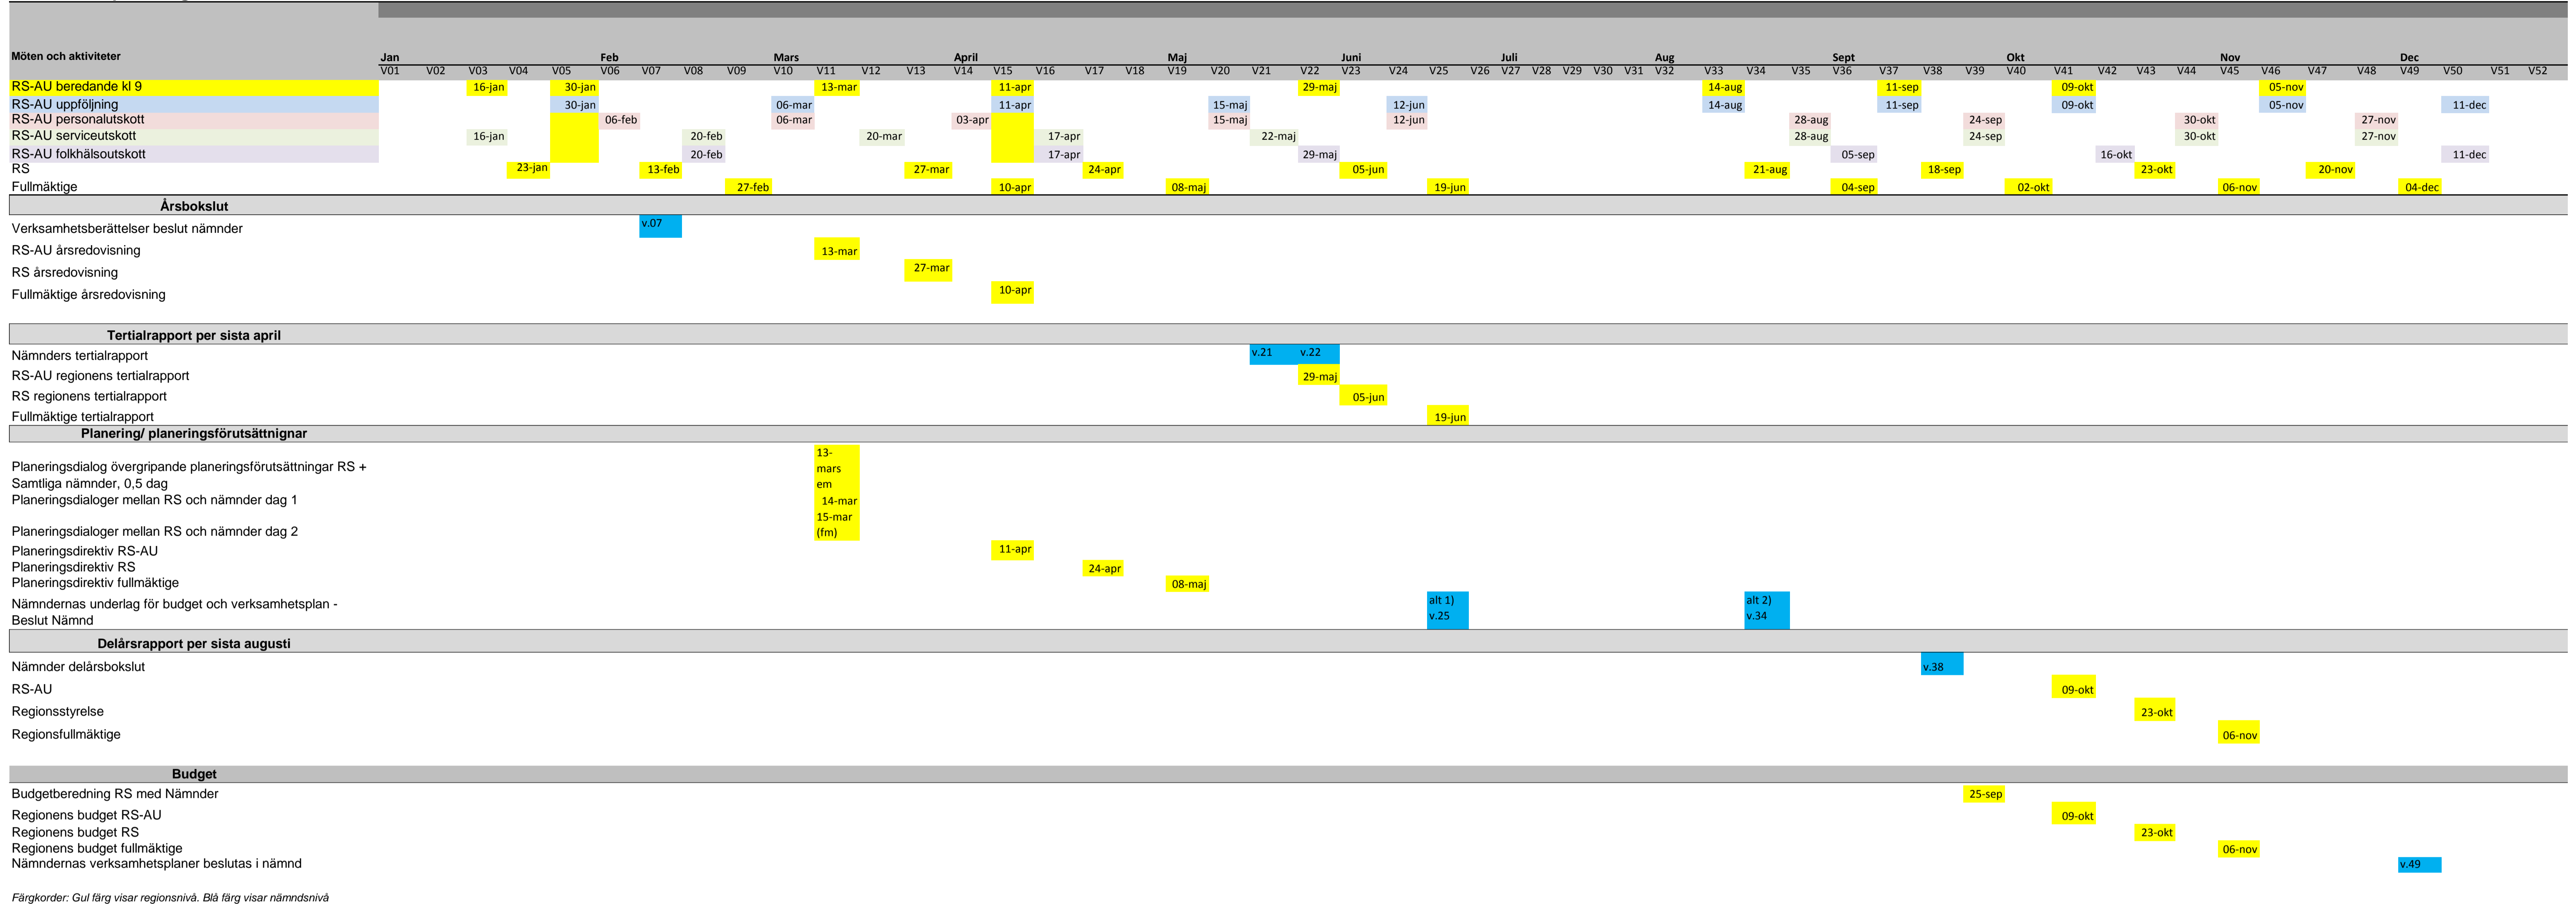 Möten och aktiviteter Jan Feb Mars April Maj Juni Juli Aug Sept Okt Nov Dec
V01 V02 V03 V04 V05 V06 V07 V08 V09 V10 V11 V12 V13 V14 V15 V16 V17 V18 V19 V20 V21 V22 V23 V24 V25 V26 V27 V28 V29 V30 V31 V32 V33 V34 V35 V36 V37 V38 V39 V40 V41 V42 V43 V44 V45 V46 V47 V48 V49 V50 V51 V52
RS-AU beredande kl 9 16-jan 30-jan 13-mar 11-apr 29-maj 14-aug 11-sep 09-okt 05-nov
RS-AU uppföljning 30-jan 06-mar 11-apr 15-maj 12-jun 14-aug 11-sep 09-okt 05-nov 11-dec
RS-AU personalutskott 06-feb 06-mar 03-apr 15-maj 12-jun 28-aug 24-sep 30-okt 27-nov
RS-AU serviceutskott 16-jan 20-feb 20-mar 17-apr 22-maj 28-aug 24-sep 30-okt 27-nov
RS-AU folkhälsoutskott 20-feb 17-apr 29-maj 05-sep 16-okt 11-dec
RS 23-jan 13-feb 27-mar 24-apr 05-jun 21-aug 18-sep 23-okt 20-nov
Fullmäktige 27-feb 10-apr 08-maj 19-jun 04-sep 02-okt 06-nov 04-dec
Årsbokslut
Verksamhetsberättelser beslut nämnder v.07
RS-AU årsredovisning 13-mar
RS årsredovisning 27-mar
Fullmäktige årsredovisning 10-apr
Tertialrapport per sista april
Nämnders tertialrapport v.21 v.22
RS-AU regionens tertialrapport 29-maj
RS regionens tertialrapport 05-jun
Fullmäktige tertialrapport 19-jun
Planering/ planeringsförutsättnignar
13-
Planeringsdialog övergripande planeringsförutsättningar RS + mars
Samtliga nämnder, 0,5 dag em
Planeringsdialoger mellan RS och nämnder dag 1 14-mar
15-mar
Planeringsdialoger mellan RS och nämnder dag 2 (fm)
Planeringsdirektiv RS-AU 11-apr
Planeringsdirektiv RS 24-apr
Planeringsdirektiv fullmäktige 08-maj
Nämndernas underlag för budget och verksamhetsplan - alt 1) alt 2)
Beslut Nämnd v.25 v.34
Delårsrapport per sista augusti
Nämnder delårsbokslut v.38
RS-AU 09-okt
Regionsstyrelse 23-okt
Regionsfullmäktige 06-nov
Budget
Budgetberedning RS med Nämnder 25-sep
Regionens budget RS-AU 09-okt
Regionens budget RS 23-okt
Regionens budget fullmäktige 06-nov
Nämndernas verksamhetsplaner beslutas i nämnd v.49
Färgkorder: Gul färg visar regionsnivå. Blå färg visar nämndsnivå